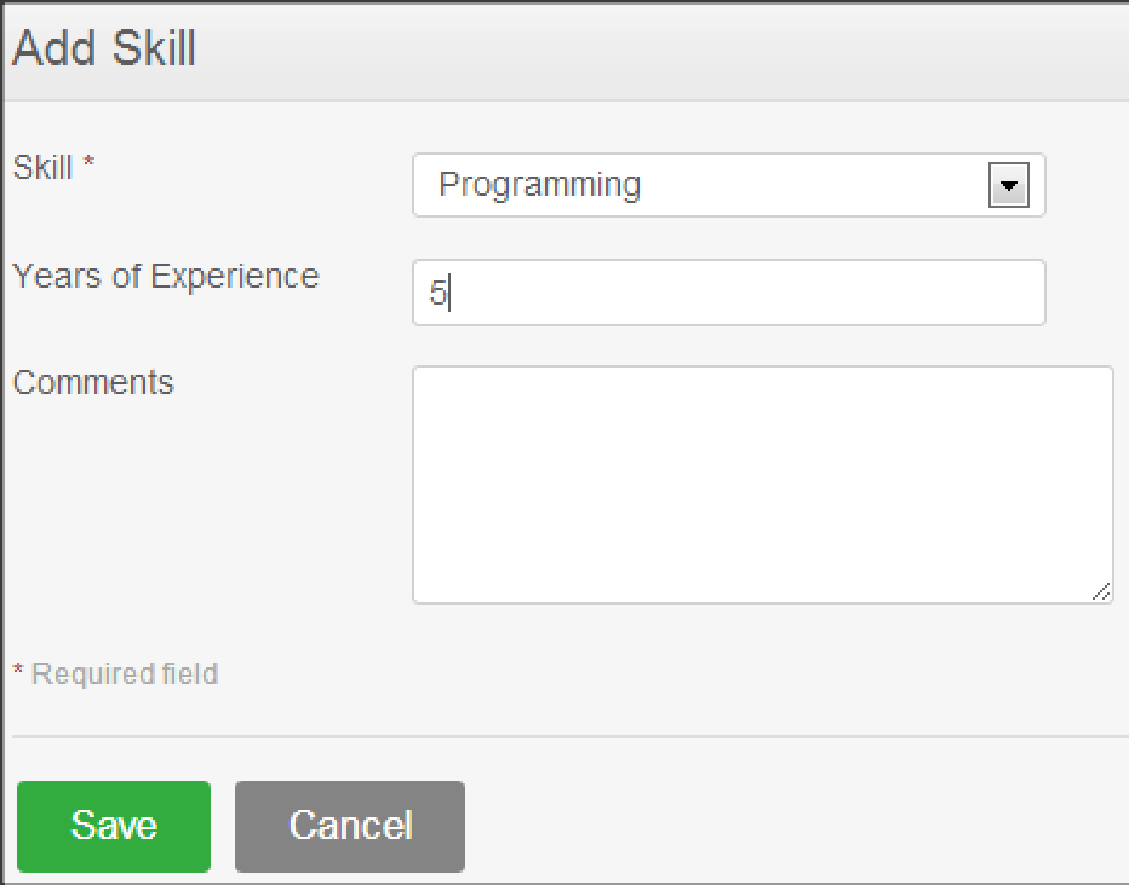 Add Skill
Skill *
Programming
Years of Experience
5
Comments
* Required field
Save
Cancel